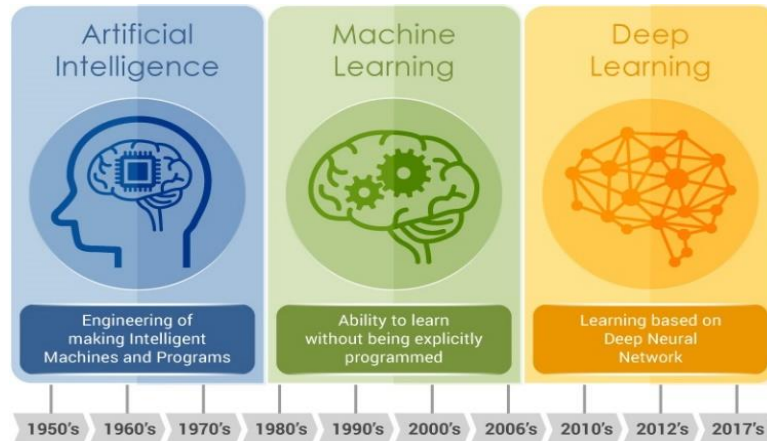 Artificial
Intelligence
Machine
Learning
Deep
Learning
Engineering of
making Intelligent
Machines and Programs
Ability to learn
without being explicitly
programmed
Learning based on
Deep Neural
Network
1950's
1960's
1970's
1980's
1990's
2000's
2006's
2010's
2012's
2017's